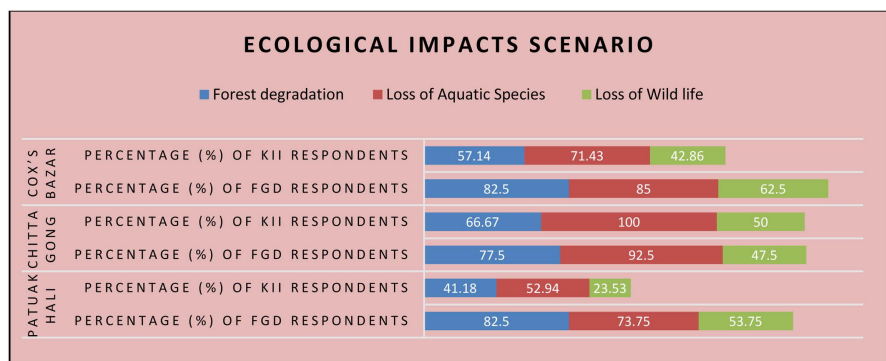 ECOLOGICAL IMPACTS SCENARIO
Forest degradation Loss of Aquatic Species Loss of Wild life
COX'S
BAZAR
PERCENTAGE (%) OF KII RESPONDENTS 57.14 71.43 42.86
PERCENTAGE (%) OF FGD RESPONDENTS 82.5 85 62.5
CHITTA
GONG
PERCENTAGE (%) OF KII RESPONDENTS 66.67 100 50
PERCENTAGE (%) OF FGD RESPONDENTS 77.5 92.5 47.5
PATUAK
HALI
PERCENTAGE (%) OF KII RESPONDENTS 41.18 52.94 23.53
PERCENTAGE (%) OF FGD RESPONDENTS 82.5 73.75 53.75